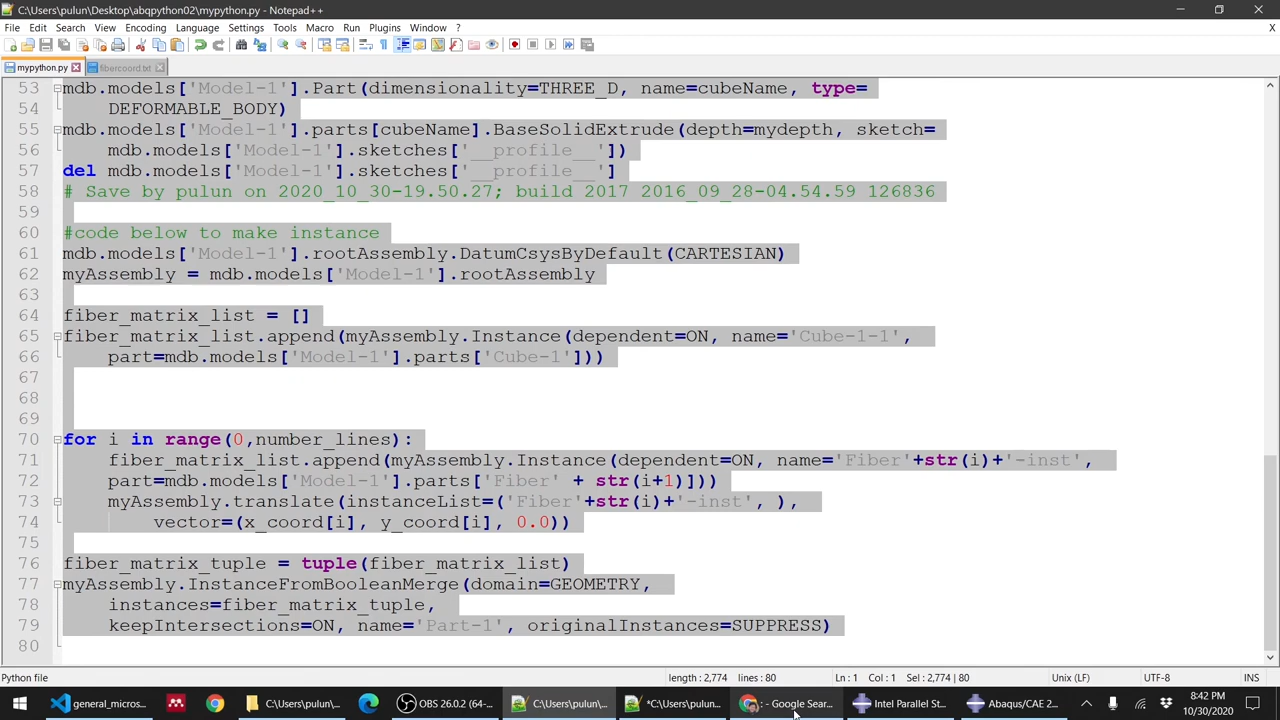 C:\Users\pulun\Desktop\abqpython02\mypython.py - Notepad++
File Edit Search View Encoding Language Settings Tools Macro Run Plugins Window ? X
mypython.py fibercoord.txt
53 mdb.models['Model-1'].Part(dimensionality=THREE_D, name=cubeName, type=
54 DEFORMABLE_BODY)
55 mdb.models['Model-1'].parts[cubeName].BaseSolidExtrude(depth=mydepth, sketch=
56 mdb.models['Model-1'].sketches['__profile__'])
57 del mdb.models['Model-1'].sketches['__profile__']
58 # Save by pulun on 2020_10_30-19.50.27; build 2017 2016_09_28-04.54.59 126836
59
60 #code below to make instance
61 mdb.models['Model-1'].rootAssembly.DatumCsysByDefault(CARTESIAN)
62 myAssembly = mdb.models['Model-1'].rootAssembly
63
64 fiber_matrix_list = []
65 fiber_matrix_list.append(myAssembly.Instance(dependent=ON, name='Cube-1-1',
66 part=mdb.models['Model-1'].parts['Cube-1']))
67
68
69
70 for i in range(0,number_lines):
71 fiber_matrix_list.append(myAssembly.Instance(dependent=ON, name='Fiber'+str(i)+'-inst',
72 part=mdb.models['Model-1'].parts['Fiber' + str(i+1)]))
73 myAssembly.translate(instanceList=('Fiber'+str(i)+'-inst', ),
74 vector=(x_coord[i], y_coord[i], 0.0))
75
76 fiber_matrix_tuple = tuple(fiber_matrix_list)
77 myAssembly.InstanceFromBooleanMerge(domain=GEOMETRY,
78 instances=fiber_matrix_tuple,
79 keepIntersections=ON, name='Part-1', originalInstances=SUPPRESS)
80
Python file length : 2,774 lines : 80 Ln : 1 Col : 1 Sel : 2,774 | 80 Unix (LF) UTF-8 INS
general_micros... C:\Users\pulun\... OBS 26.0.2 (64-... C:\Users\pulun\... *C:\Users\pulun\... : - Google Sear... Intel Parallel St... Abaqus/CAE 2... 8:42 PM
10/30/2020